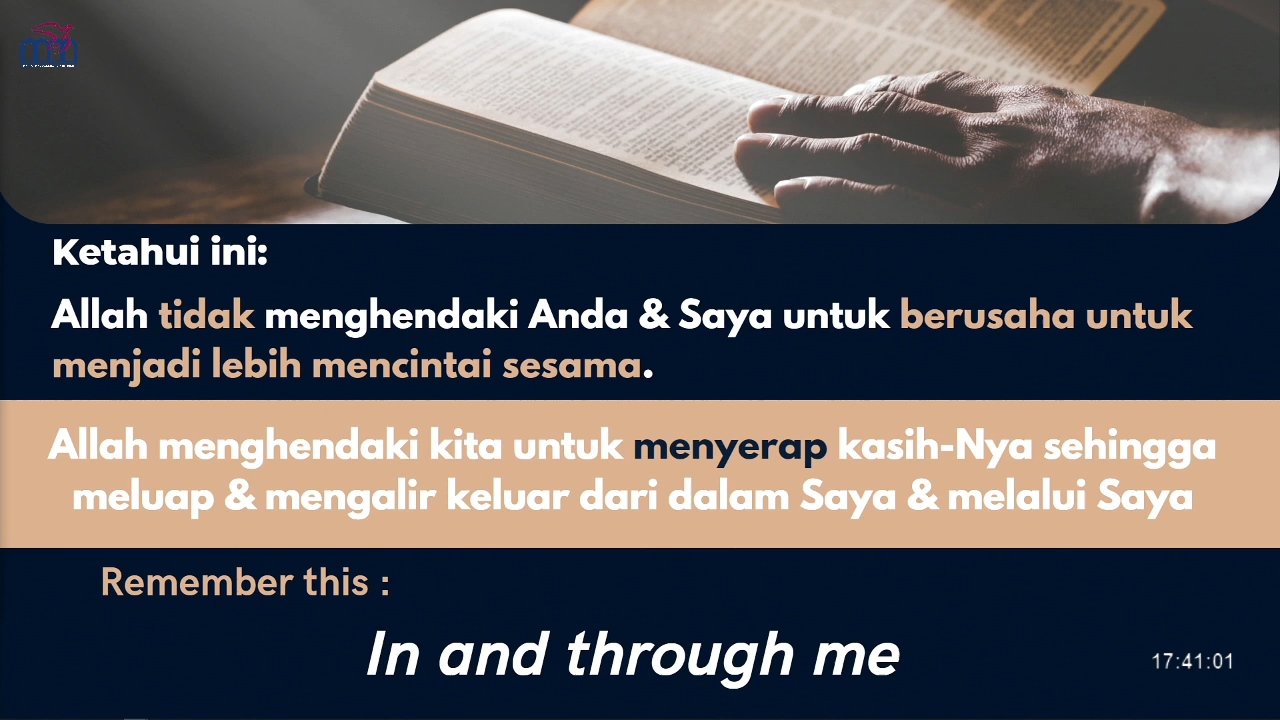 Ketahui ini:
Allah tidak menghendaki Anda & Saya untuk berusaha untuk
menjadi lebih mencintai sesama.
Allah menghendaki kita untuk menyerap kasih-Nya sehingga
meluap & mengalir keluar dari dalam Saya & melalui Saya
Remember this :
In and through me
17:41:01